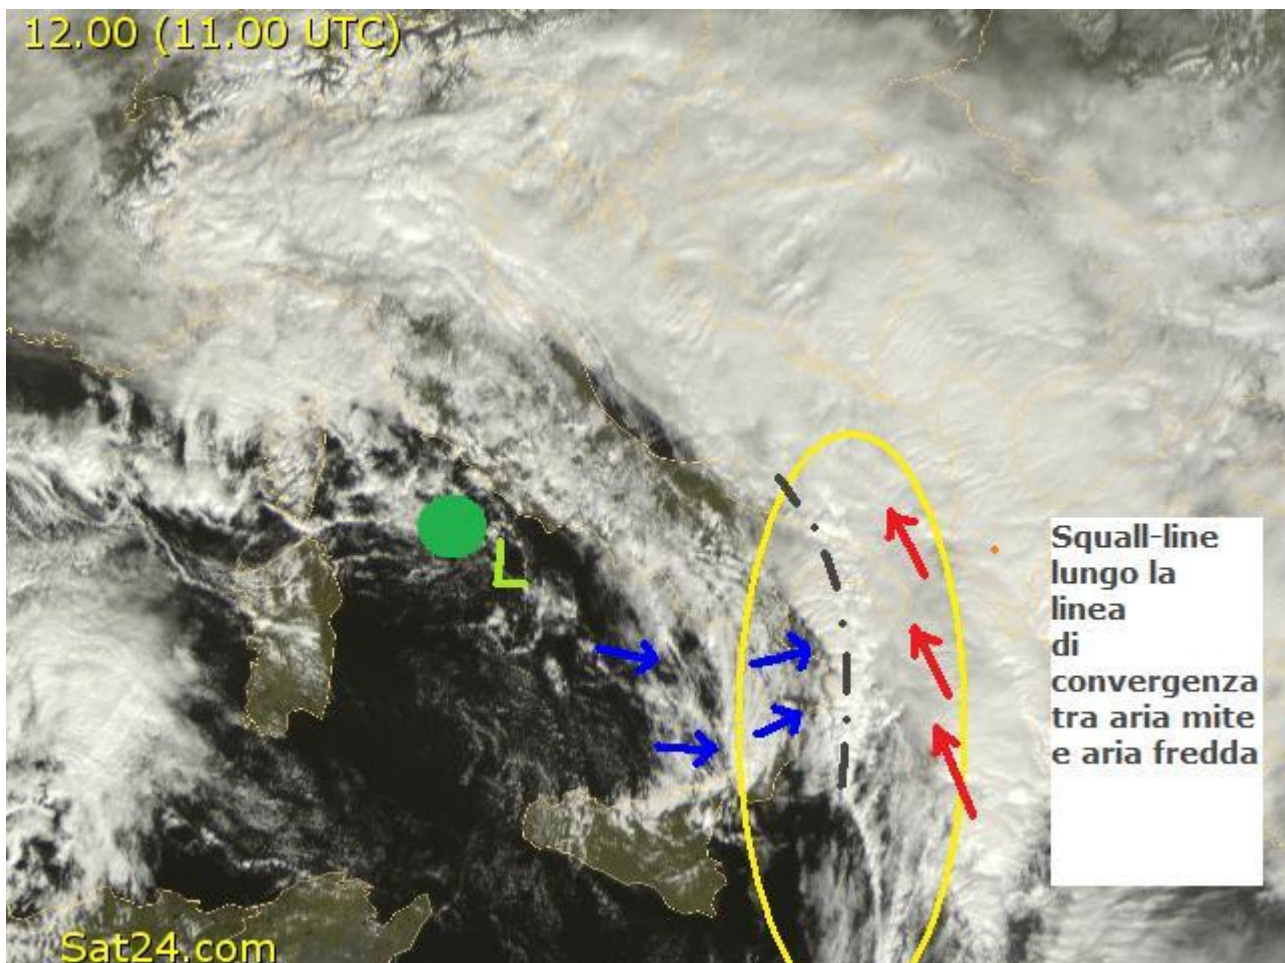 12.00 (11.00 UTC)
L
Squall-line
lungo la
linea
di
convergenza
tra aria mite
e aria fredda
Sat24.com